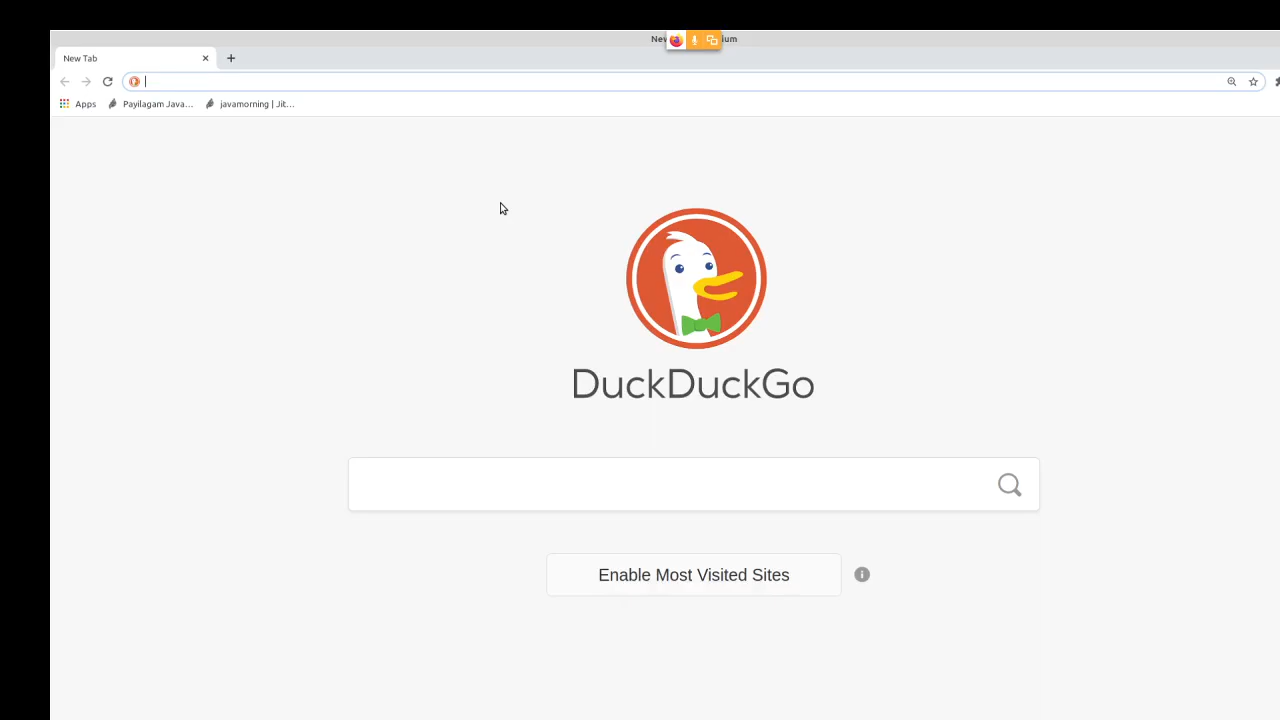 New Tab
Apps
Payilagam Java...
javamorning | Jit...
DuckDuckGo
Enable Most Visited Sites